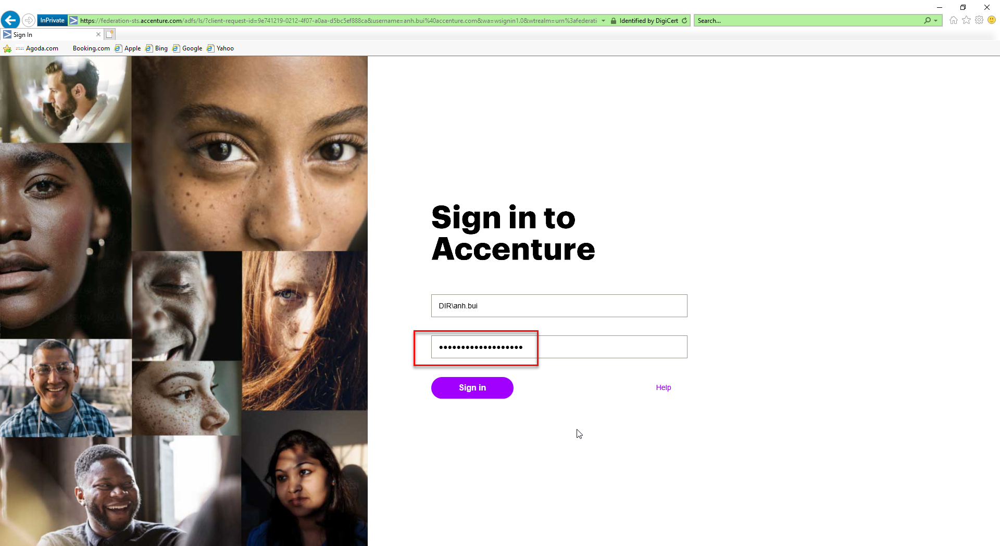 InPrivate
https://federation-sts.accenture.com/adfs/ls/?client-request-id=9e741219-0212-4f07-a0aa-d5bc5ef888ca&username=anh.bui%40accenture.com&wa=wsignin1.0&wtrealm=urn%3afederati
Identified by DigiCert
Search...
Sign In
Agoda.com
Booking.com
Apple
Bing
Google
Yahoo
Sign in to
Accenture
DIR\anh.bui
Sign in
Help